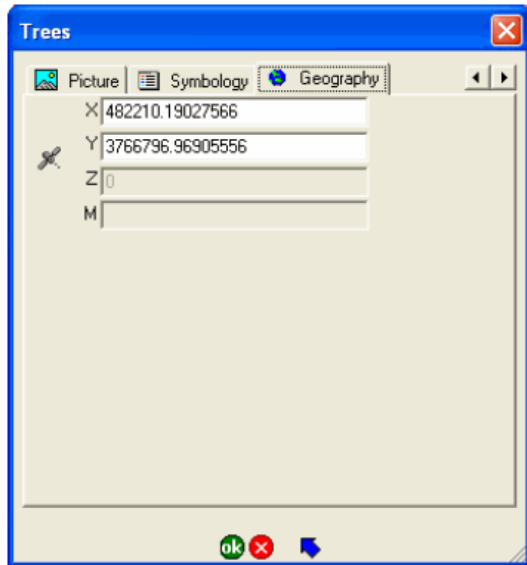 Trees
Picture Symbology Geography
X 482210.19027566
Y 3766796.96905556
Z 0
M
ok